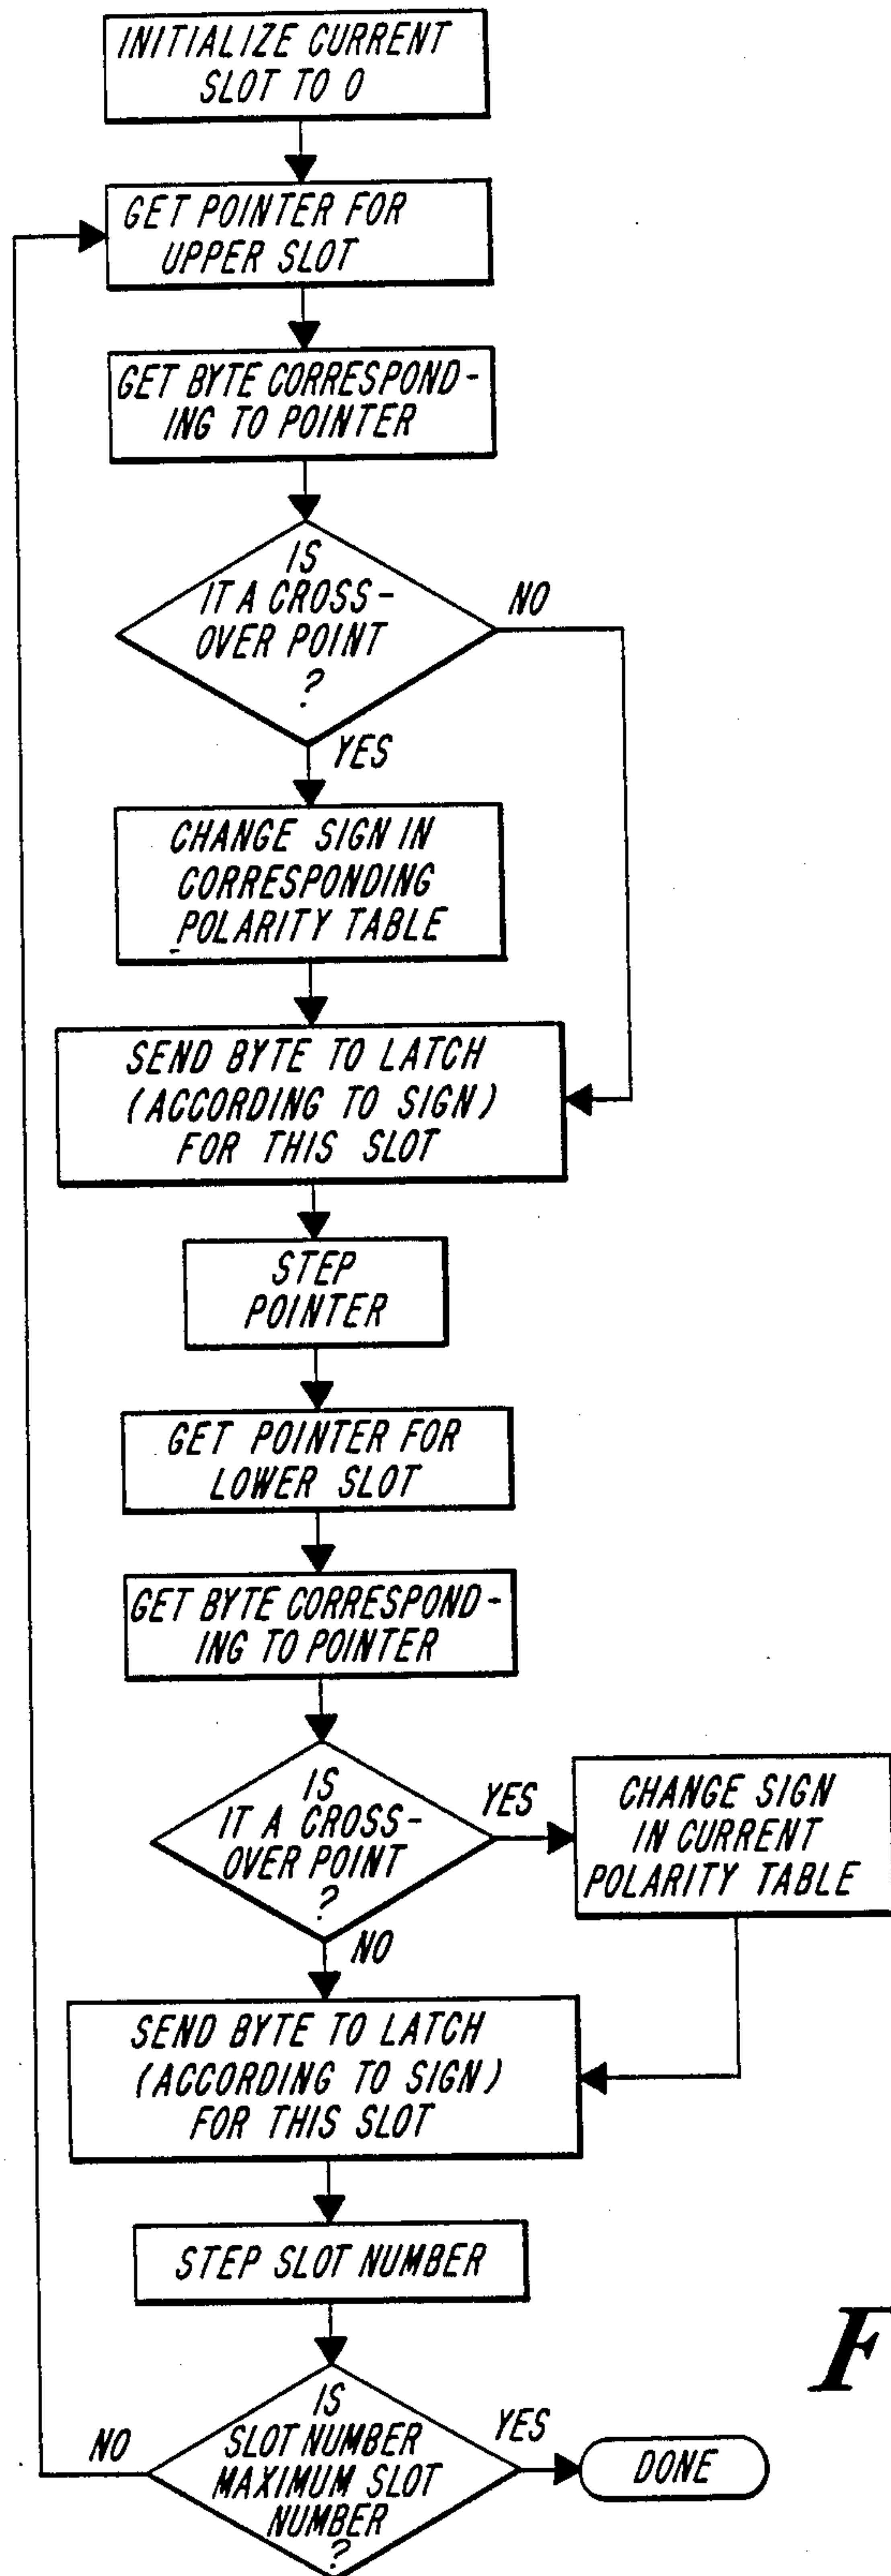 INITIALIZE CURRENT
SLOT TO 0
GET POINTER FOR
UPPER SLOT
GET BYTE CORRESPOND-
ING TO POINTER
IS
IT A CROSS-
OVER POINT
?
NO
YES
CHANGE SIGN IN
CORRESPONDING
POLARITY TABLE
SEND BYTE TO LATCH
(ACCORDING TO SIGN)
FOR THIS SLOT
STEP
POINTER
GET POINTER FOR
LOWER SLOT
GET BYTE CORRESPOND-
ING TO POINTER
IS
IT A CROSS-
OVER POINT
?
YES
CHANGE SIGN
IN CURRENT
POLARITY TABLE
NO
SEND BYTE TO LATCH
(ACCORDING TO SIGN)
FOR THIS SLOT
STEP SLOT NUMBER
F
IS
SLOT NUMBER
MAXIMUM SLOT
NUMBER
?
NO
YES
DONE